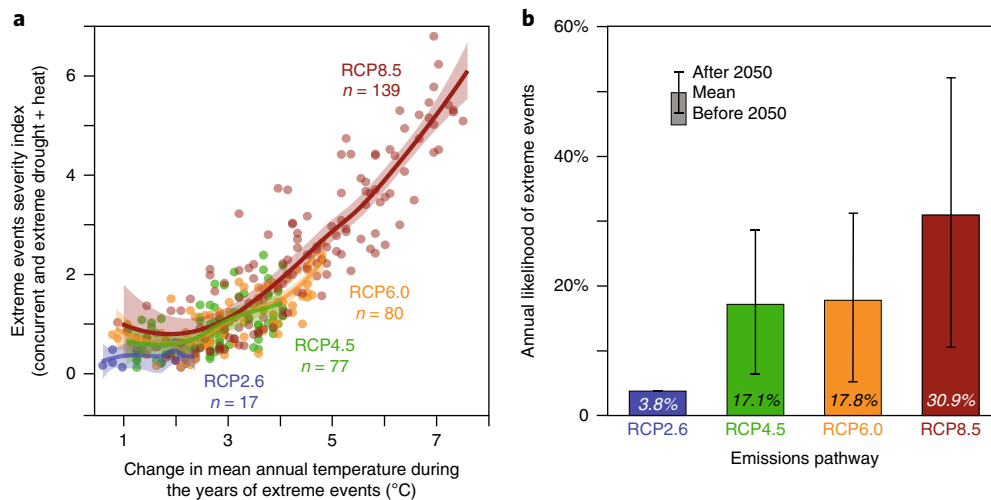 a
Extreme events severity index
(concurrent and extreme drought + heat)
6
4
2
0
RCP8.5
n = 139
RCP6.0
n = 80
RCP4.5
n = 77
RCP2.6
n = 17
1
3
5
7
Change in mean annual temperature during
the years of extreme events (°C)
b
Annual likelihood of extreme events
60%
40%
20%
0
After 2050
Mean
Before 2050
3.8%
17.1%
17.8%
30.9%
RCP2.6
RCP4.5
RCP6.0
RCP8.5
Emissions pathway